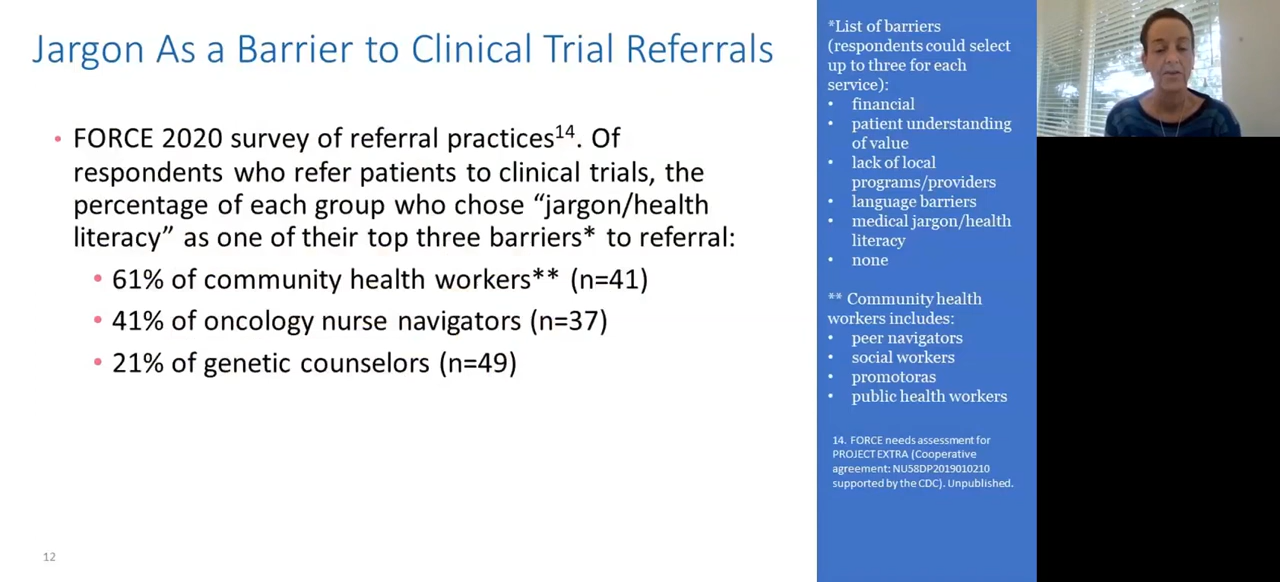 Jargon As a Barrier to Clinical Trial Referrals
• FORCE 2020 survey of referral practices14. Of
respondents who refer patients to clinical trials, the
percentage of each group who chose “jargon/health
literacy” as one of their top three barriers* to referral:
• 61% of community health workers** (n=41)
• 41% of oncology nurse navigators (n=37)
• 21% of genetic counselors (n=49)
12
*List of barriers
(respondents could select
up to three for each
service):
• financial
• patient understanding
of value
• lack of local
programs/providers
• language barriers
• medical jargon/health
literacy
• none
** Community health
workers includes:
• peer navigators
• social workers
• promotoras
• public health workers
14. FORCE needs assessment for
PROJECT EXTRA (Cooperative
agreement: NU58DP2019010210
supported by the CDC). Unpublished.